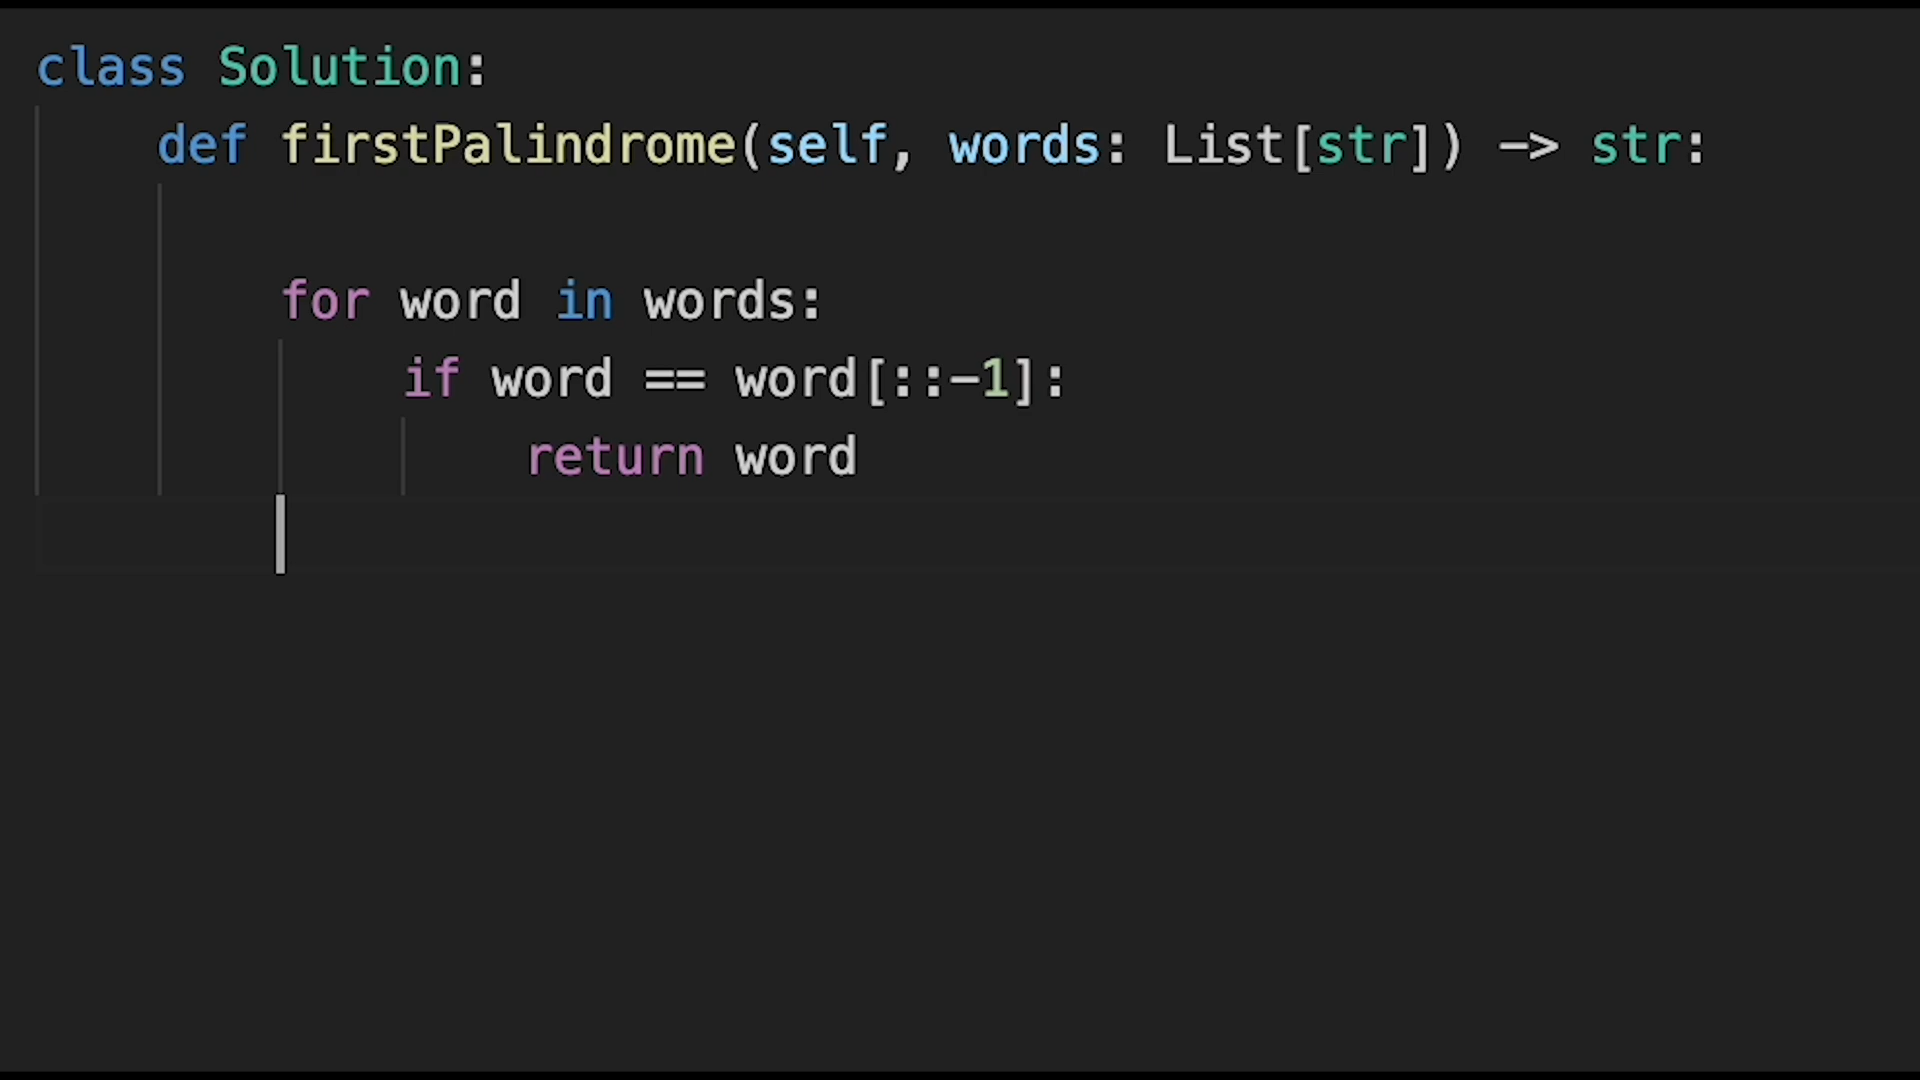 class Solution:
    def firstPalindrome(self, words: List[str]) -> str:
        for word in words:
            if word == word[::-1]:
                return word